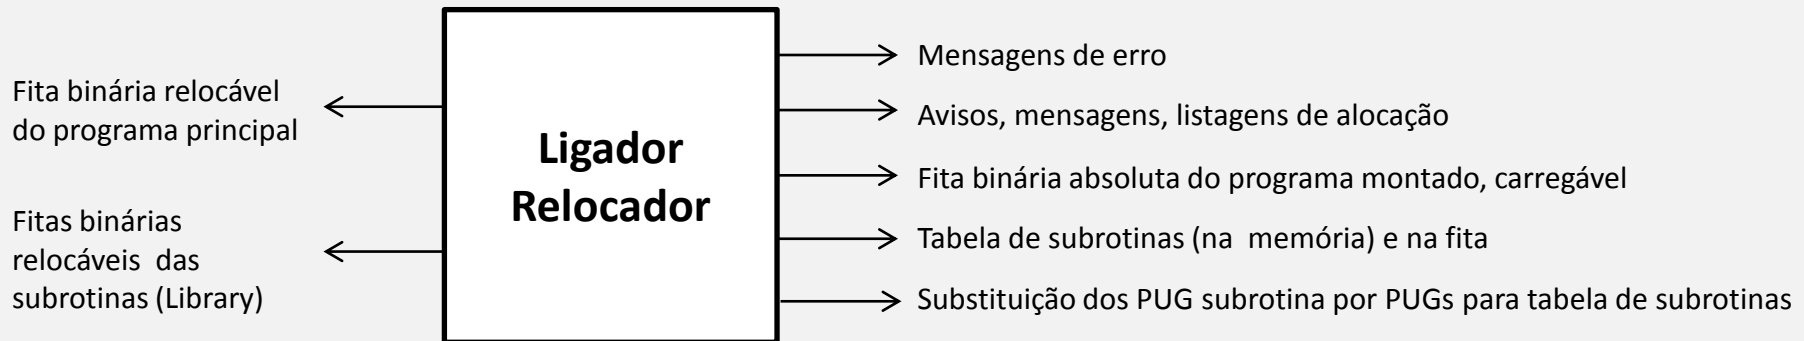 Fita binária relocável
do programa principal
Fitas binárias
relocáveis das
subrotinas (Library)
Ligador
Relocador
Mensagens de erro
Avisos, mensagens, listagens de alocação
Fita binária absoluta do programa montado, carregável
Tabela de subrotinas (na memória) e na fita
Substituição dos PUG subrotina por PUGs para tabela de subrotinas